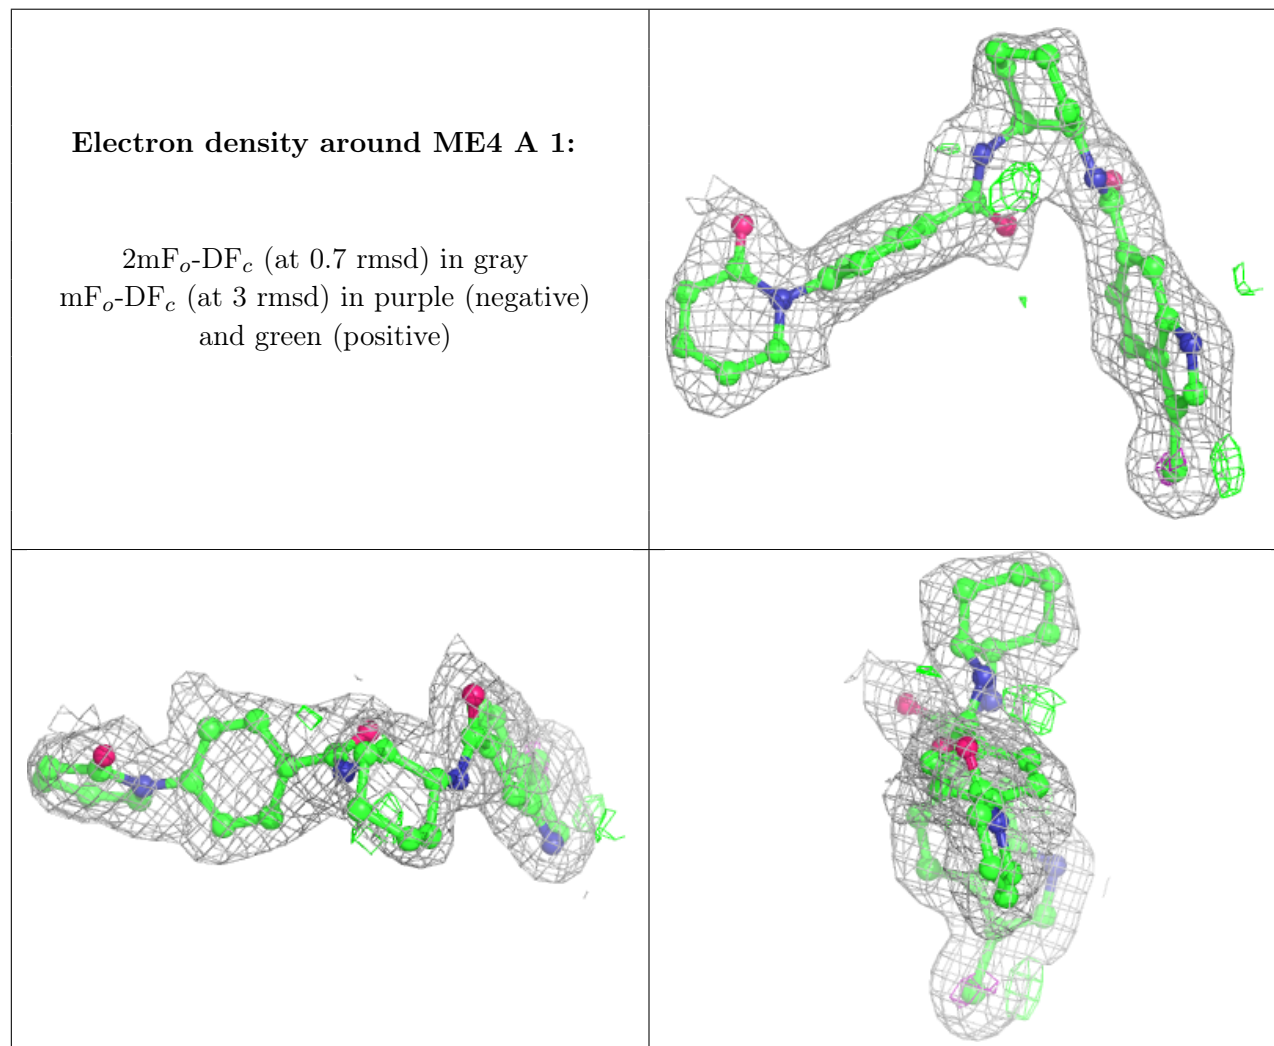 Electron density around ME4 A 1:
2mFₒ-DF꜀ (at 0.7 rmsd) in gray
mFₒ-DF꜀ (at 3 rmsd) in purple (negative)
and green (positive)